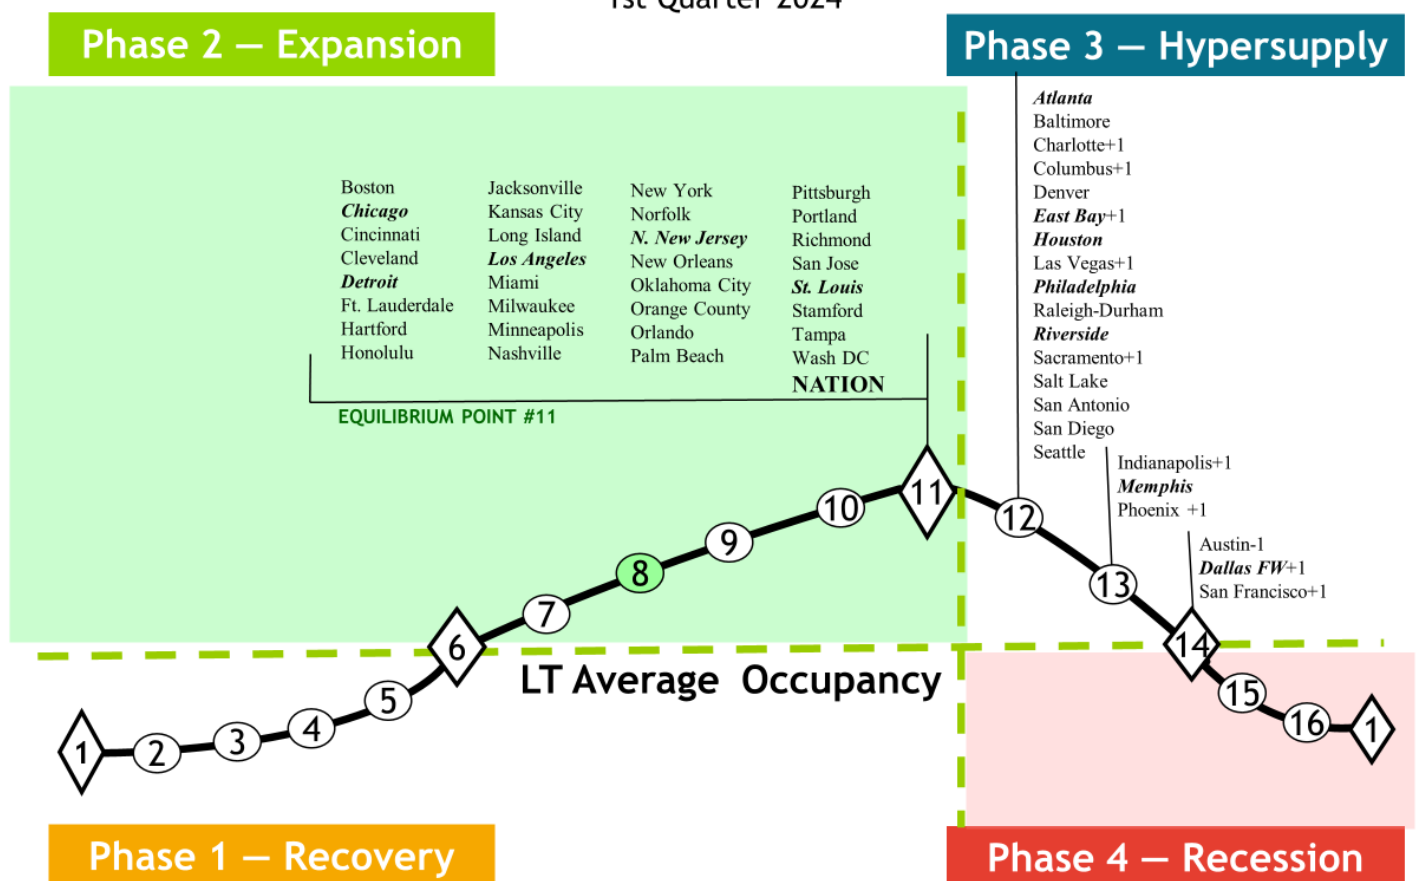 1st Quarter 2024
Phase 2 — Expansion
Phase 3 — Hypersupply
Boston
Chicago
Cincinnati
Cleveland
Detroit
Ft. Lauderdale
Hartford
Honolulu
Jacksonville
Kansas City
Long Island
Los Angeles
Miami
Milwaukee
Minneapolis
Nashville
New York
Norfolk
N. New Jersey
New Orleans
Oklahoma City
Orange County
Orlando
Palm Beach
Pittsburgh
Portland
Richmond
San Jose
St. Louis
Stamford
Tampa
Wash DC
NATION
EQUILIBRIUM POINT #11
Atlanta
Baltimore
Charlotte+1
Columbus+1
Denver
East Bay+1
Houston
Las Vegas+1
Philadelphia
Raleigh-Durham
Riverside
Sacramento+1
Salt Lake
San Antonio
San Diego
Seattle
Indianapolis+1
Memphis
Phoenix +1
Austin-1
Dallas FW+1
San Francisco+1
1
2
3
4
5
6
7
8
9
10
11
12
13
14
15
16
1
LT Average Occupancy
Phase 1 — Recovery
Phase 4 — Recession